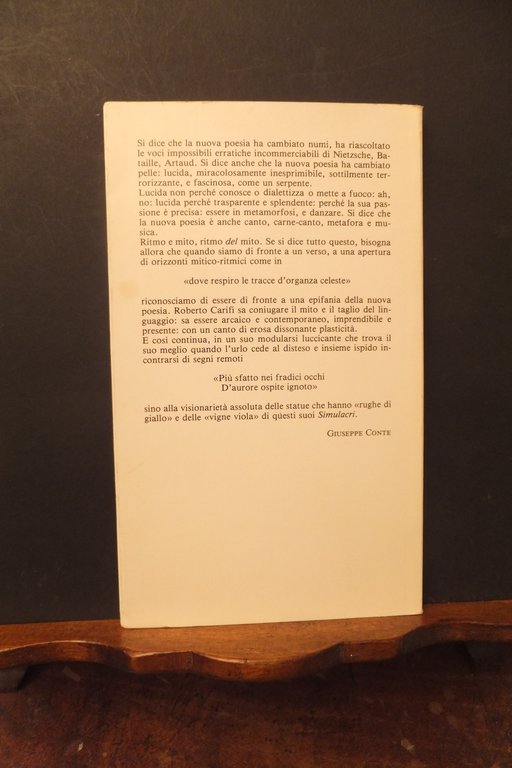 Si dice che la nuova poesia ha cambiato numi, ha riascoltato
le voci impossibili erratiche incommerciabili di Nietzsche, Ba-
taille, Artaud. Si dice anche che la nuova poesia ha cambiato
pelle: lucida, miracolosamente inesprimibile, sottilmente ter-
rorizzante, e fascinosa, come un serpente.
Lucida non perché conosce o dialettizza o mette a fuoco: ah,
no: lucida perché trasparente e splendente: perché la sua pas-
sione è precisa: essere in metamorfosi, e danzare. Si dice che
la nuova poesia è anche canto, carne-canto, metafora e mu-
sica.
Ritmo e mito, ritmo del mito. Se si dice tutto questo, bisogna
allora che quando siamo di fronte a un verso, a una apertura
di orizzonti mitico-ritmici come in
«dove respiro le tracce d'organza celeste»
riconosciamo di essere di fronte a una epifania della nuova
poesia. Roberto Carifi sa coniugare il mito e il taglio del lin-
guaggio: sa essere arcaico e contemporaneo, imprendibile e
presente: con un canto di erosa dissonante plasticità.
E così continua, in un suo modularsi luccicante che trova il
suo meglio quando l'urlo cede al disteso e insieme ispido in-
contrarsi di segni remoti
«Più sfatto nei fradici occhi
D'aurore ospite ignoto»
sino alla visionarietà assoluta delle statue che hanno «rughe di
giallo» e delle «vigne viola» di questi suoi Simulacri.
GIUSEPPE CONTE